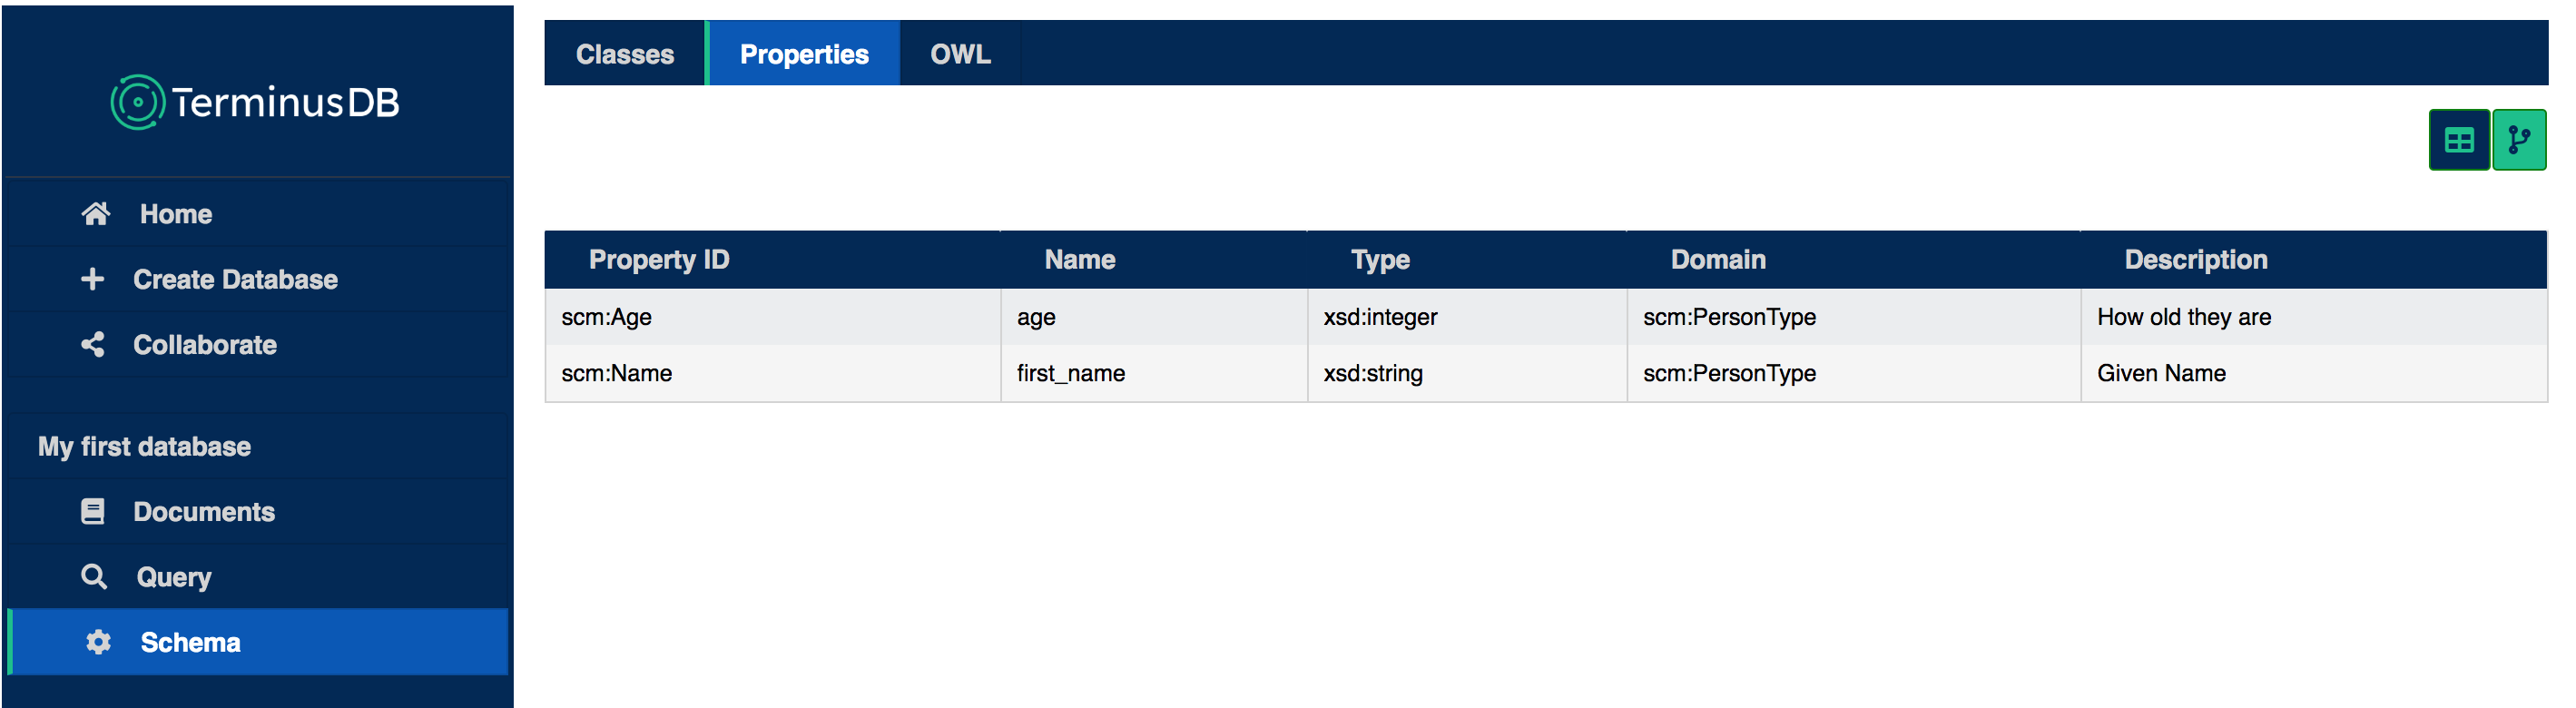 TerminusDB
Home
Create Database
Collaborate
My first database
Documents
Query
Schema
Classes Properties OWL
Property ID Name Type Domain Description
scm:Age age xsd:integer scm:PersonType How old they are
scm:Name first_name xsd:string scm:PersonType Given Name